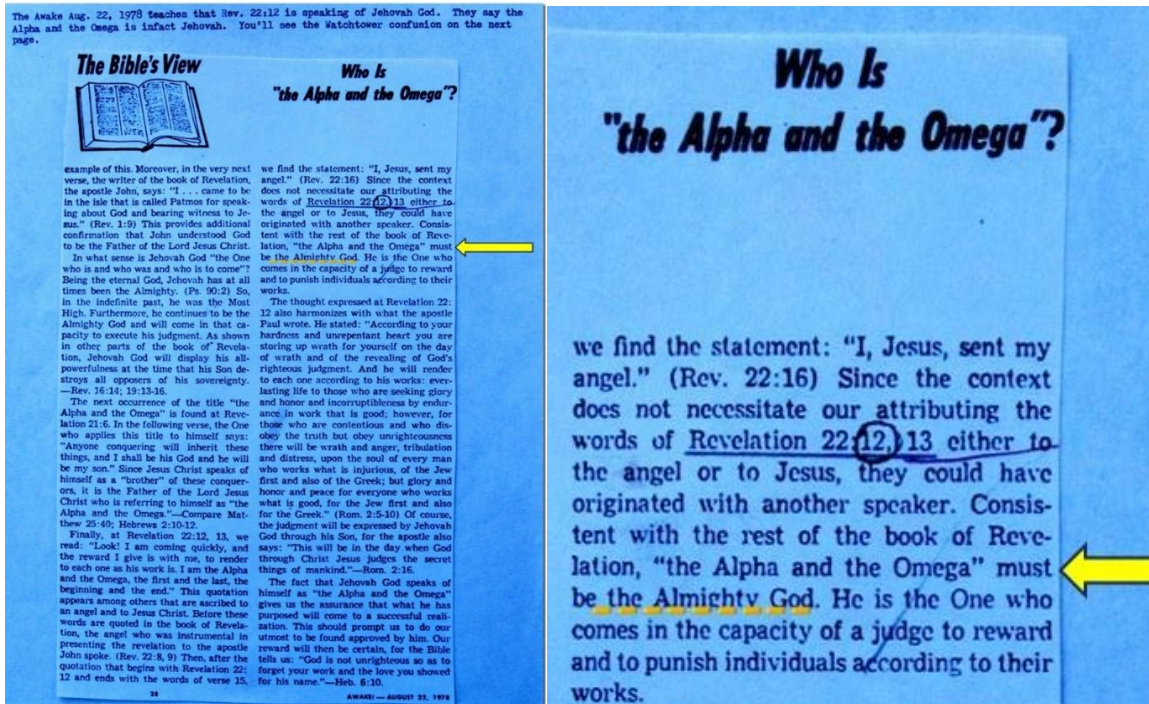 The Awake Aug. 22, 1978 teaches that Rev. 22:12 is speaking of Jehovah God. They say the
Alpha and the Omega is infact Jehovah. You'll see the Watchtower confusion on the next
page.
The Bible's View
Who Is
"the Alpha and the Omega"?
example of this. Moreover, in the very next
verse, the writer of the book of Revelation,
the apostle John, says: “I . . . came to be
in the isle that is called Patmos for speak-
ing about God and bearing witness to Je-
sus.” (Rev. 1:9) This provides additional
confirmation that John understood God
to be the Father of the Lord Jesus Christ.
In what sense is Jehovah God “the One
who is and who was and who is to come”?
Being the eternal God, Jehovah has at all
times been the Almighty. (Ps. 90:2) So,
in the indefinite past, he was the Most
High. Furthermore, he continues to be the
Almighty God and will come in that ca-
pacity to execute his judgment. As shown
in other parts of the book of Revela-
tion, Jehovah God will display his all-
powerfulness at the time that his Son de-
stroys all opposers of his sovereignty.
—Rev. 16:14; 19:13-16.
The next occurrence of the title “the
Alpha and the Omega” is found at Reve-
lation 21:6. In the following verse, the One
who applies this title to himself says:
“Anyone conquering will inherit these
things, and I shall be his God and he will
be my son.” Since Jesus Christ speaks of
himself as a “brother” of these conquer-
ors, it is the Father of the Lord Jesus
Christ who is referring to himself as “the
Alpha and the Omega.”—Compare Mat-
thew 25:40; Hebrews 2:10-12.
Finally, at Revelation 22:12, 13, we
read: “Look! I am coming quickly, and
the reward I give is with me, to render
to each one as his work is. I am the Alpha
and the Omega, the first and the last, the
beginning and the end.” This quotation
appears among others that are ascribed to
an angel and to Jesus Christ. Before these
words are quoted in the book of Revela-
tion, the angel who was instrumental in
presenting the revelation to the apostle
John spoke. (Rev. 22:8, 9) Then, after the
quotation that begins with Revelation 22:
12 and ends with the words of verse 15,
we find the statement: “I, Jesus, sent my
angel.” (Rev. 22:16) Since the context
does not necessitate our attributing the
words of Revelation 22:12, 13 either to
the angel or to Jesus, they could have
originated with another speaker. Consis-
tent with the rest of the book of Reve-
lation, “the Alpha and the Omega” must
be the Almighty God. He is the One who
comes in the capacity of a judge to reward
and to punish individuals according to their
works.
The thought expressed at Revelation 22:
12 also harmonizes with what the apostle
Paul wrote. He stated: “According to your
hardness and unrepentant heart you are
storing up wrath for yourself on the day
of wrath and of the revealing of God's
righteous judgment. And he will render
to each one according to his works: ever-
lasting life to those who are seeking glory
and honor and incorruptibleness by endur-
ance in work that is good; however, for
those who are contentious and who dis-
obey the truth but obey unrighteousness
there will be wrath and anger, tribulation
and distress, upon the soul of every man
who works what is injurious, of the Jew
first and also of the Greek; but glory and
honor and peace for everyone who works
what is good, for the Jew first and also
for the Greek.” (Rom. 2:5-10) Of course,
the judgment will be expressed by Jehovah
God through his Son, for the apostle also
says: “This will be in the day when God
through Christ Jesus judges the secret
things of mankind.”—Rom. 2:16.
The fact that Jehovah God speaks of
himself as “the Alpha and the Omega”
gives us the assurance that what he has
purposed will come to a successful reali-
zation. This should prompt us to do our
utmost to be found approved by him. Our
reward will then be certain, for the Bible
tells us: “God is not unrighteous so as to
forget your work and the love you showed
for his name.”—Heb. 6:10.
28
AWAKE!—AUGUST 22, 1978
Who Is
"the Alpha and the Omega"?
we find the statement: “I, Jesus, sent my
angel.” (Rev. 22:16) Since the context
does not necessitate our attributing the
words of Revelation 22:12, 13 either to
the angel or to Jesus, they could have
originated with another speaker. Consis-
tent with the rest of the book of Reve-
lation, “the Alpha and the Omega” must
be the Almighty God. He is the One who
comes in the capacity of a judge to reward
and to punish individuals according to their
works.